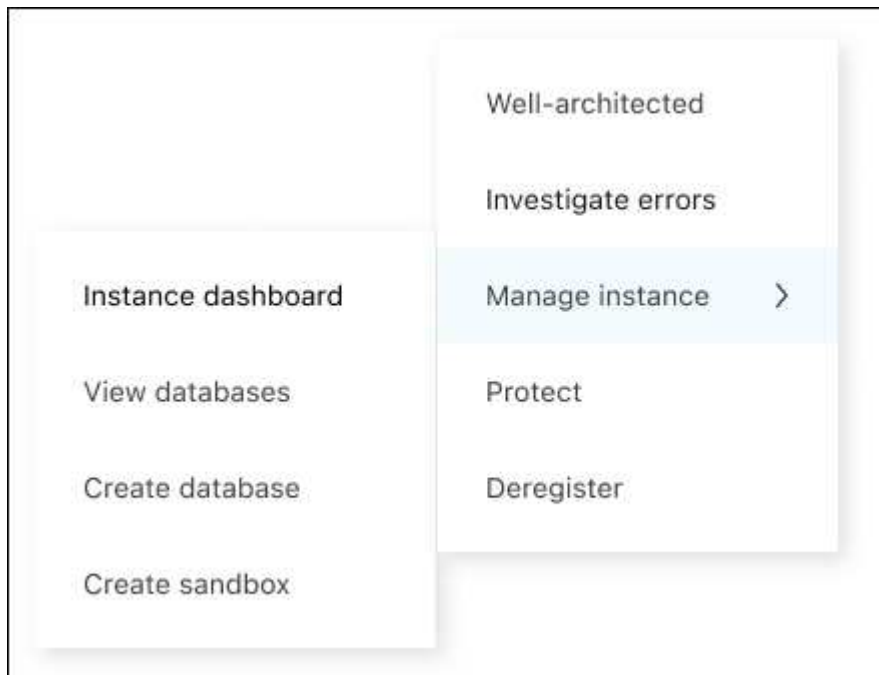 Well-architected
Investigate errors
Manage instance
Protect
Deregister
Instance dashboard
View databases
Create database
Create sandbox